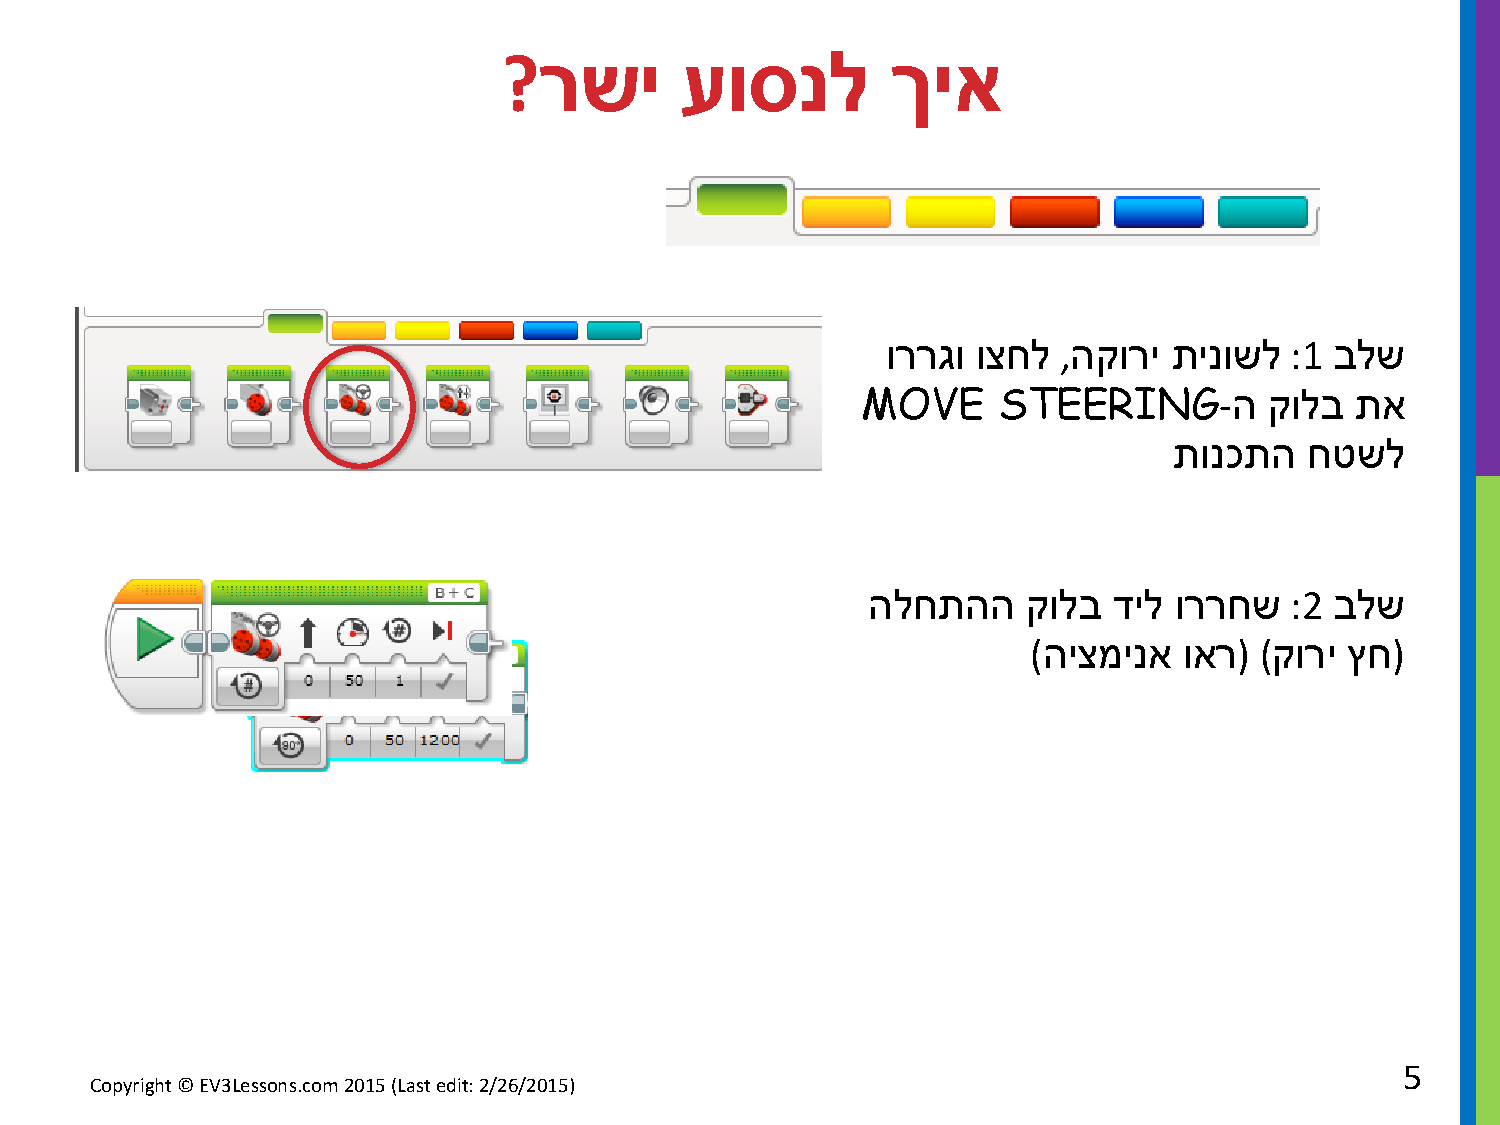 איך לנסוע ישר?
שלב 1: לשונית ירוקה, לחצו וגררו
את בלוק ה-MOVE STEERING
לשטח התכנות
שלב 2: שחררו ליד בלוק ההתחלה
(חץ ירוק) (ראו אנימציה)
B + C
#
0 50 1
80°
0 50 1200
Copyright © EV3Lessons.com 2015 (Last edit: 2/26/2015)
5